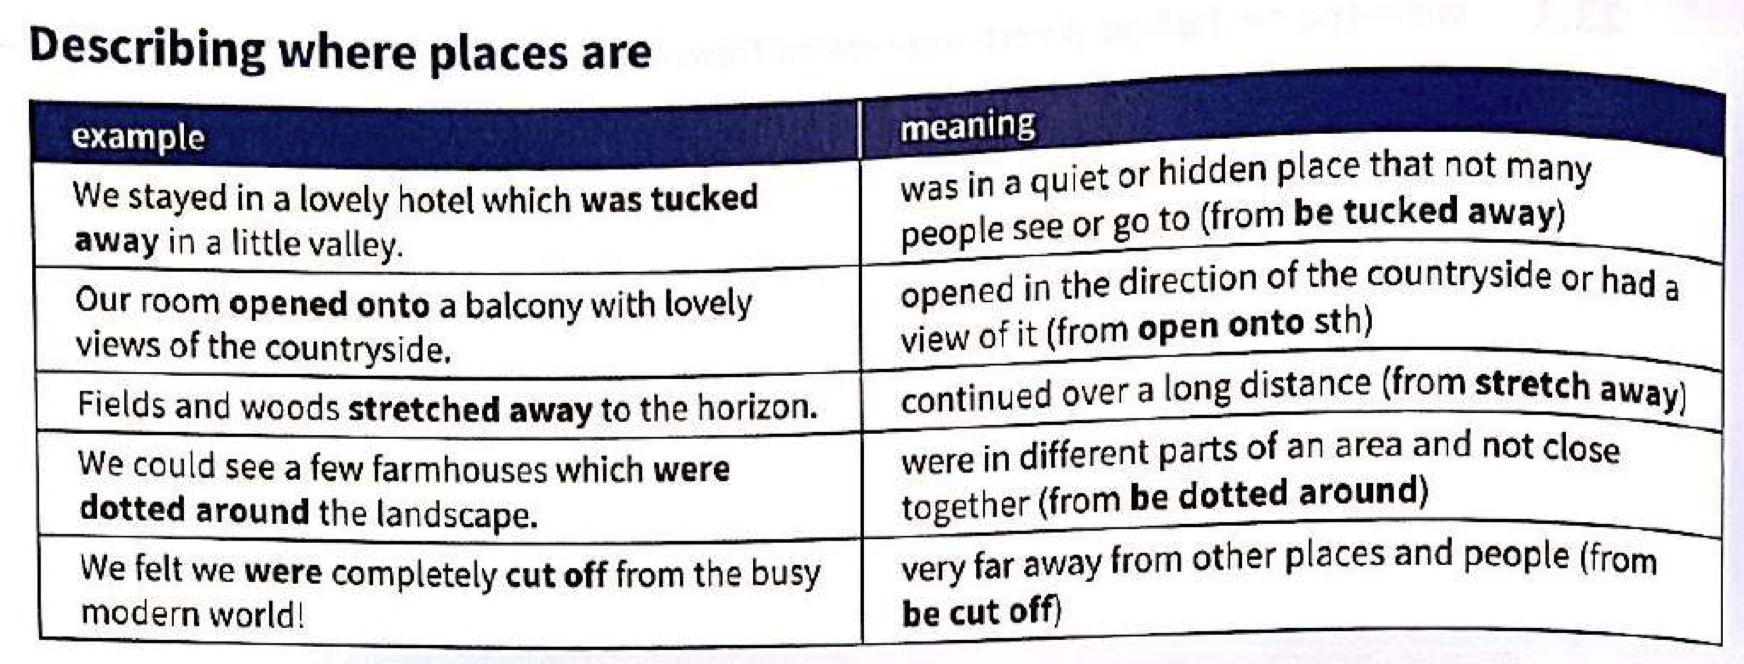 Describing where places are
example
meaning
We stayed in a lovely hotel which was tucked
away in a little valley.
was in a quiet or hidden place that not many
people see or go to (from be tucked away)
Our room opened onto a balcony with lovely
views of the countryside.
opened in the direction of the countryside or had a
view of it (from open onto sth)
Fields and woods stretched away to the horizon.
continued over a long distance (from stretch away)
We could see a few farmhouses which were
dotted around the landscape.
were in different parts of an area and not close
together (from be dotted around)
We felt we were completely cut off from the busy
modern world!
very far away from other places and people (from
be cut off)